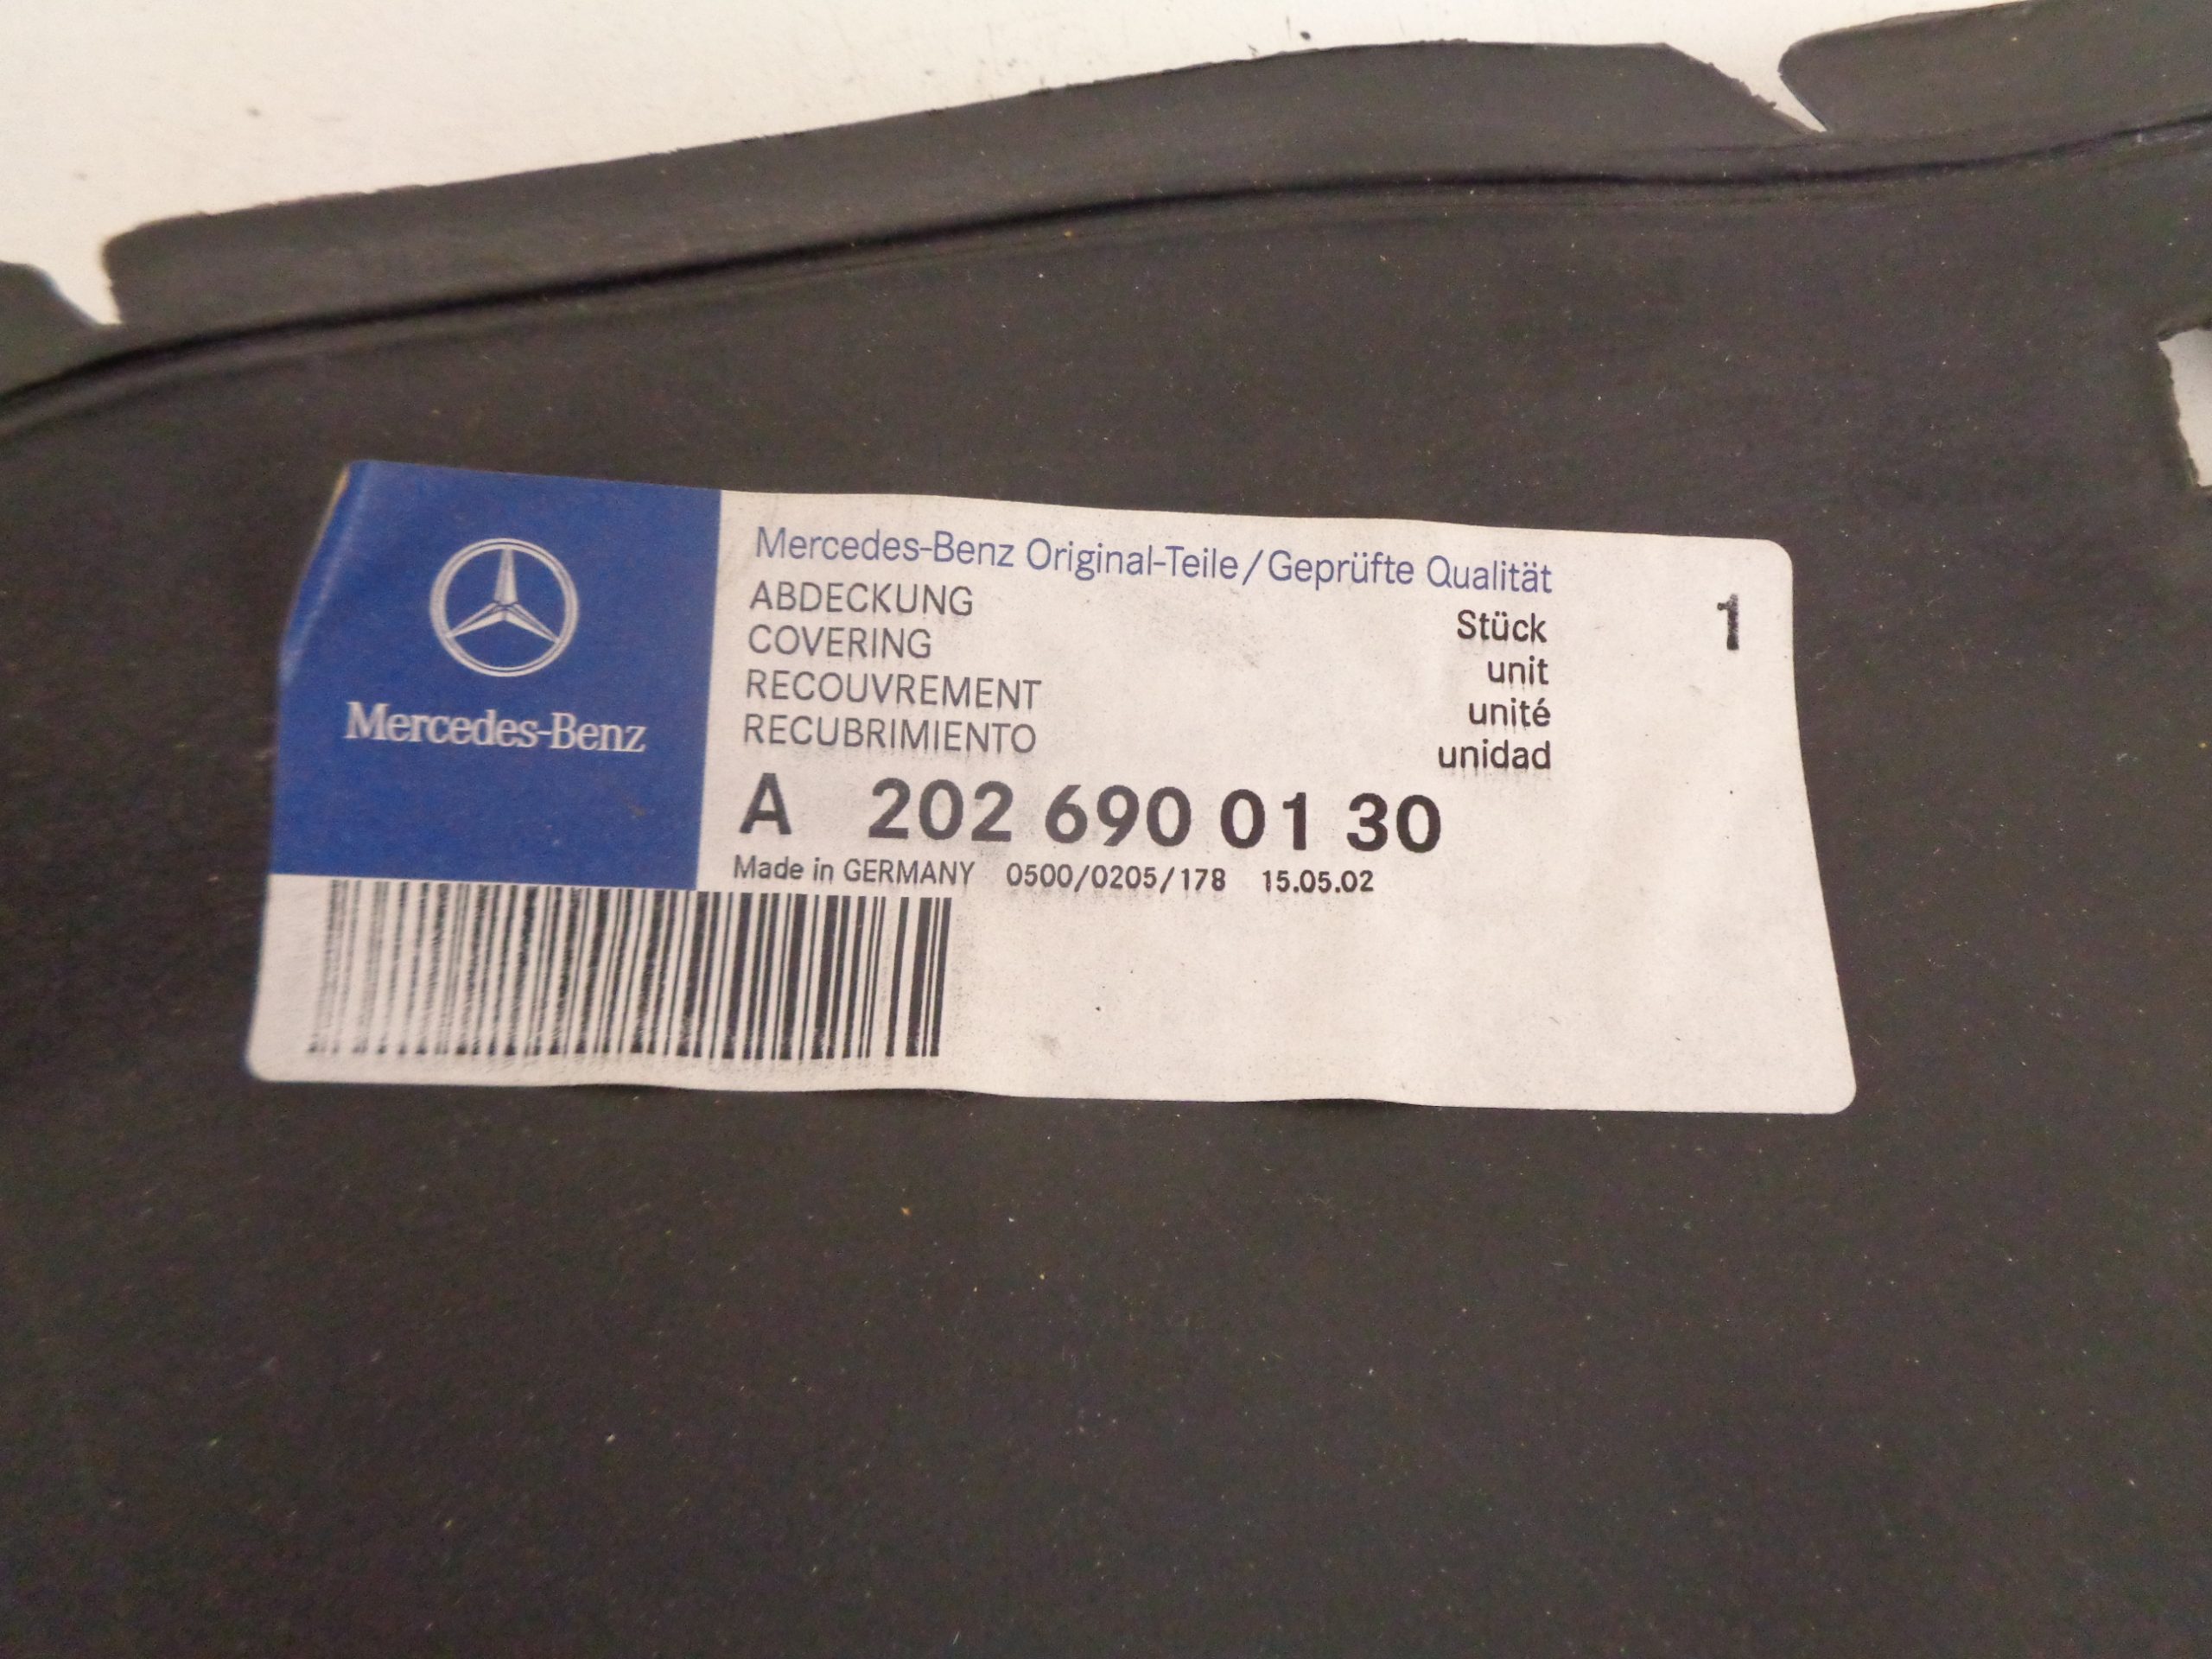 Mercedes-Benz
Mercedes-Benz Original-Teile/Geprüfte Qualität
ABDECKUNG
COVERING
RECOUVREMENT
RECUBRIMIENTO
Stück 1
unit
unité
unidad
A 202 690 01 30
Made in GERMANY 0500/0205/178 15.05.02